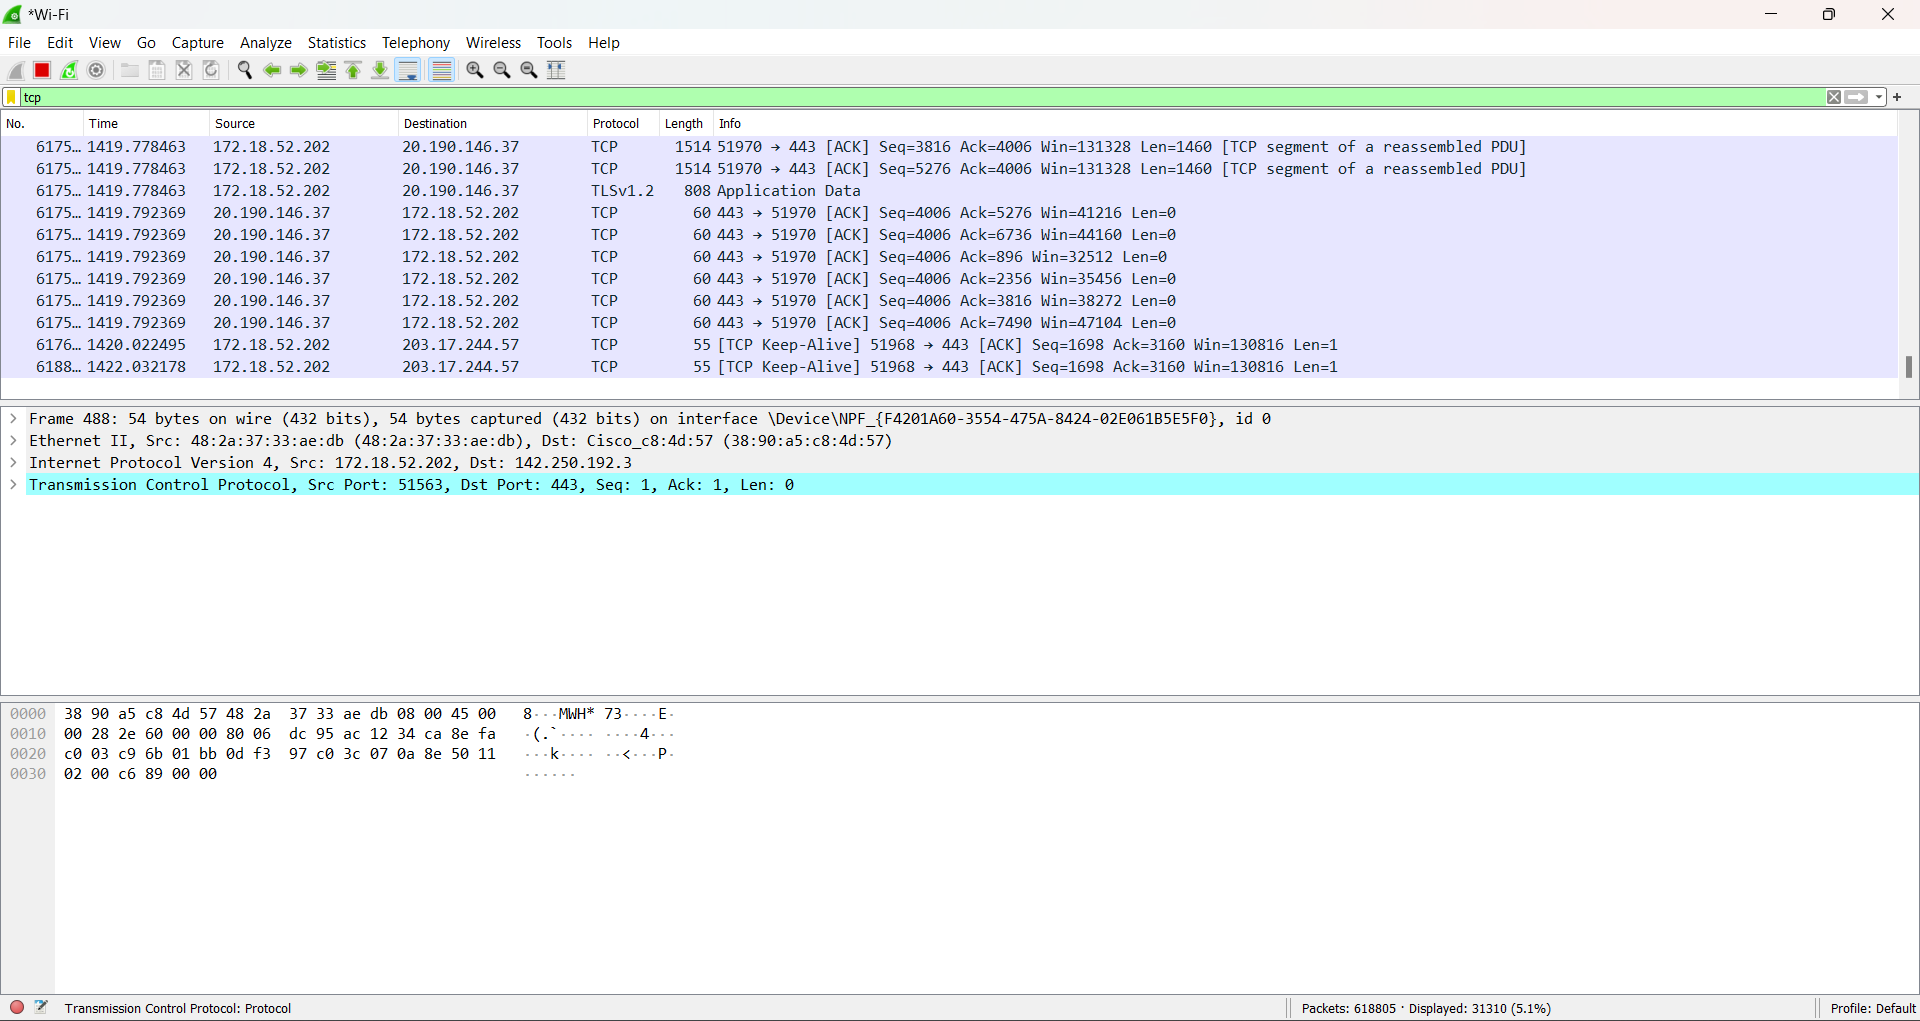 *Wi-Fi
File Edit View Go Capture Analyze Statistics Telephony Wireless Tools Help
tcp
No. Time Source Destination Protocol Length Info
6175… 1419.778463 172.18.52.202 20.190.146.37 TCP 1514 51970 → 443 [ACK] Seq=3816 Ack=4006 Win=131328 Len=1460 [TCP segment of a reassembled PDU]
6175… 1419.778463 172.18.52.202 20.190.146.37 TCP 1514 51970 → 443 [ACK] Seq=5276 Ack=4006 Win=131328 Len=1460 [TCP segment of a reassembled PDU]
6175… 1419.778463 172.18.52.202 20.190.146.37 TLSv1.2 808 Application Data
6175… 1419.792369 20.190.146.37 172.18.52.202 TCP 60 443 → 51970 [ACK] Seq=4006 Ack=5276 Win=41216 Len=0
6175… 1419.792369 20.190.146.37 172.18.52.202 TCP 60 443 → 51970 [ACK] Seq=4006 Ack=6736 Win=44160 Len=0
6175… 1419.792369 20.190.146.37 172.18.52.202 TCP 60 443 → 51970 [ACK] Seq=4006 Ack=896 Win=32512 Len=0
6175… 1419.792369 20.190.146.37 172.18.52.202 TCP 60 443 → 51970 [ACK] Seq=4006 Ack=2356 Win=35456 Len=0
6175… 1419.792369 20.190.146.37 172.18.52.202 TCP 60 443 → 51970 [ACK] Seq=4006 Ack=3816 Win=38272 Len=0
6175… 1419.792369 20.190.146.37 172.18.52.202 TCP 60 443 → 51970 [ACK] Seq=4006 Ack=7490 Win=47104 Len=0
6176… 1420.022495 172.18.52.202 203.17.244.57 TCP 55 [TCP Keep-Alive] 51968 → 443 [ACK] Seq=1698 Ack=3160 Win=130816 Len=1
6188… 1422.032178 172.18.52.202 203.17.244.57 TCP 55 [TCP Keep-Alive] 51968 → 443 [ACK] Seq=1698 Ack=3160 Win=130816 Len=1
Frame 488: 54 bytes on wire (432 bits), 54 bytes captured (432 bits) on interface \Device\NPF_{F4201A60-3554-475A-8424-02E061B5E5F0}, id 0
Ethernet II, Src: 48:2a:37:33:ae:db (48:2a:37:33:ae:db), Dst: Cisco_c8:4d:57 (38:90:a5:c8:4d:57)
Internet Protocol Version 4, Src: 172.18.52.202, Dst: 142.250.192.3
Transmission Control Protocol, Src Port: 51563, Dst Port: 443, Seq: 1, Ack: 1, Len: 0
0000 38 90 a5 c8 4d 57 48 2a 37 33 ae db 08 00 45 00 8···MWH* 73····E·
0010 00 28 2e 60 00 00 80 06 dc 95 ac 12 34 ca 8e fa ·(.`···· ····4···
0020 c0 03 c9 6b 01 bb 0d f3 97 c0 3c 07 0a 8e 50 11 ···k···· ··<···P·
0030 02 00 c6 89 00 00 ······
Transmission Control Protocol: Protocol
Packets: 618805 · Displayed: 31310 (5.1%)
Profile: Default